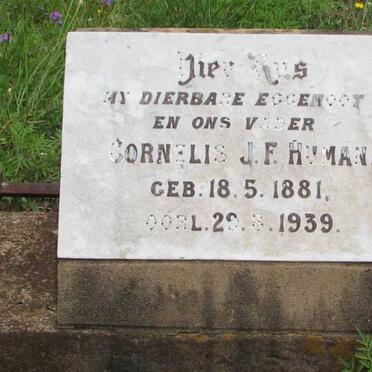 Hier Rus
MY DIERBARE EGGENOOT
EN ONS VADER
CORNELIS J.F. HUMAN
GEB. 18.5.1881.
OORL. 29.8.1939.